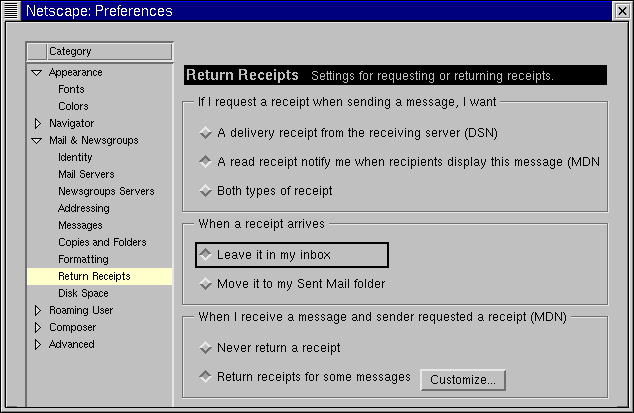 Netscape: Preferences
Category
Appearance
Fonts
Colors
Navigator
Mail & Newsgroups
Identity
Mail Servers
Newsgroups Servers
Addressing
Messages
Copies and Folders
Formatting
Return Receipts
Disk Space
Roaming User
Composer
Advanced
Return Receipts Settings for requesting or returning receipts.
If I request a receipt when sending a message, I want
A delivery receipt from the receiving server (DSN)
A read receipt notify me when recipients display this message (MDN
Both types of receipt
When a receipt arrives
Leave it in my inbox
Move it to my Sent Mail folder
When I receive a message and sender requested a receipt (MDN)
Never return a receipt
Return receipts for some messages Customize...